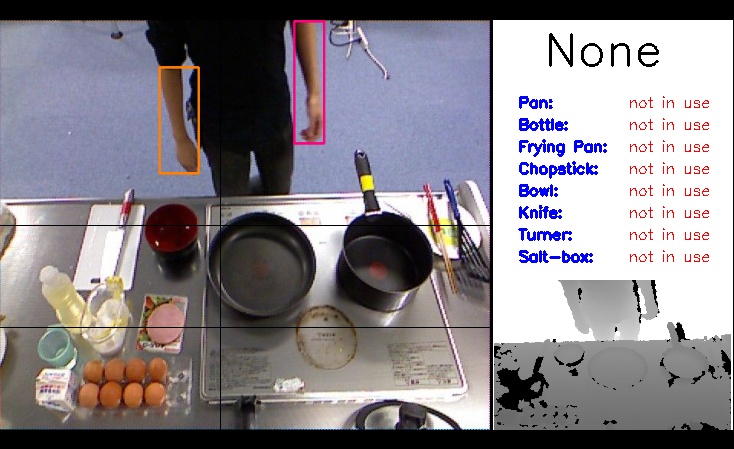 None
Pan: not in use
Bottle: not in use
Frying Pan: not in use
Chopstick: not in use
Bowl: not in use
Knife: not in use
Turner: not in use
Salt-box: not in use